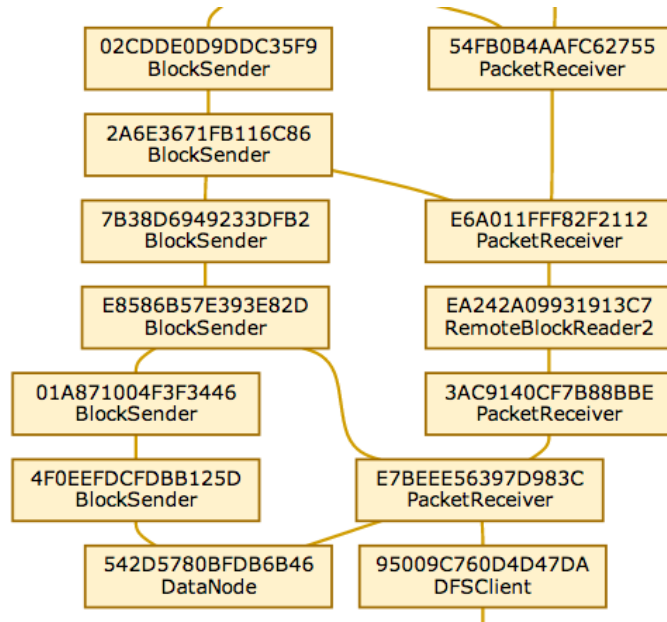 02CDDE0D9DDC35F9
BlockSender
54FB0B4AAFC62755
PacketReceiver
2A6E3671FB116C86
BlockSender
7B38D6949233DFB2
BlockSender
E6A011FFF82F2112
PacketReceiver
E8586B57E393E82D
BlockSender
EA242A09931913C7
RemoteBlockReader2
01A871004F3F3446
BlockSender
3AC9140CF7B88BBE
PacketReceiver
4F0EEFDCFDBB125D
BlockSender
E7BEEE56397D983C
PacketReceiver
542D5780BFDB6B46
DataNode
95009C760D4D47DA
DFSClient